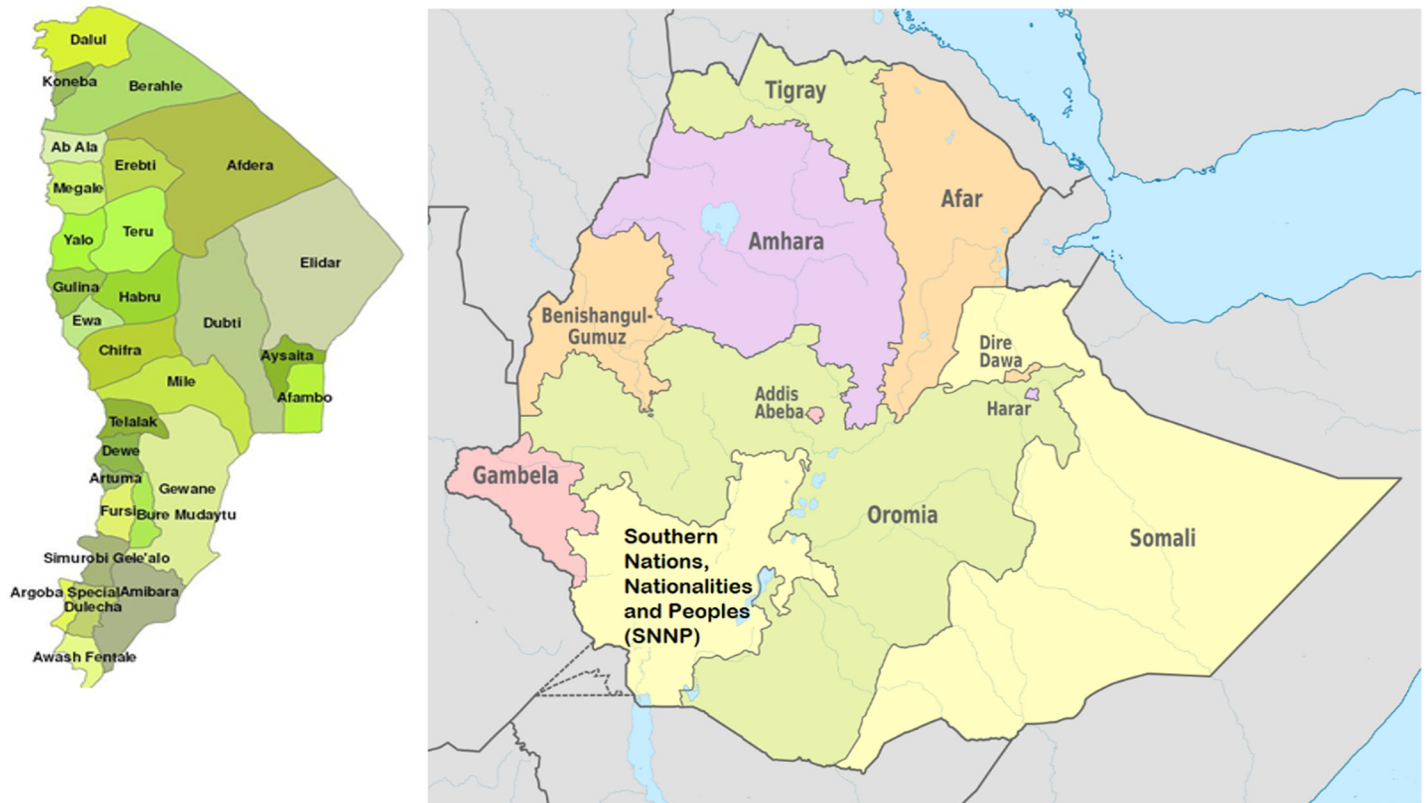 Dalul
Koneba
Berahle
Ab Ala
Erebti
Afdera
Megale
Yalo
Teru
Elidar
Gulina
Habru
Ewa
Dubti
Chifra
Aysaita
Mile
Afambo
Telalak
Dewe
Artuma
Gewane
Fursi
Bure Mudaytu
Simurobi Gele'alo
Argoba Special
Amibara
Dulecha
Awash Fentale
Tigray
Afar
Amhara
Benishangul-
Gumuz
Dire
Dawa
Addis
Abeba
Harar
Gambela
Oromia
Southern
Nations,
Nationalities
and Peoples
(SNNP)
Somali